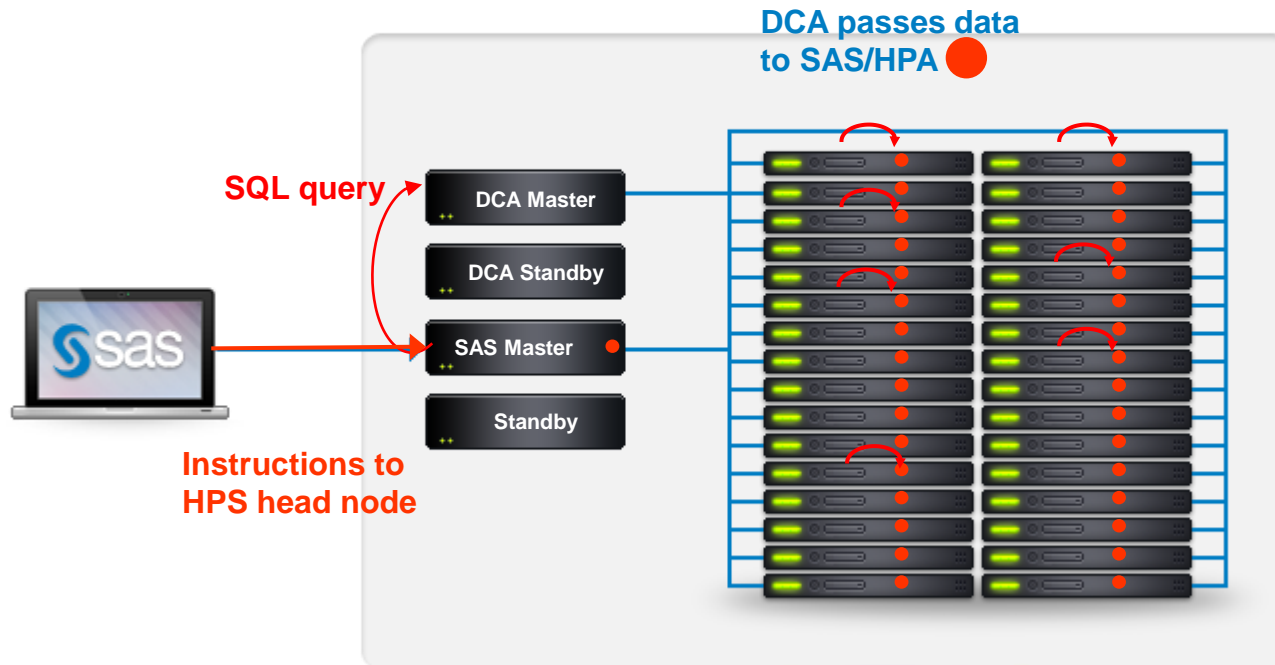 DCA passes data
to SAS/HPA
SQL query
DCA Master
DCA Standby
sas
SAS Master
Standby
Instructions to
HPS head node